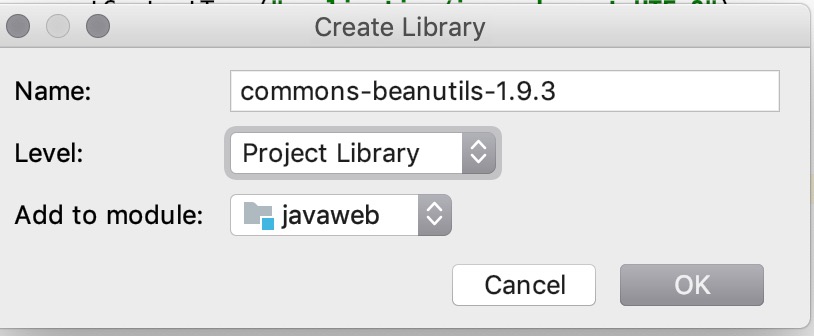 Create Library
Name: commons-beanutils-1.9.3
Level: Project Library
Add to module: javaweb
Cancel OK